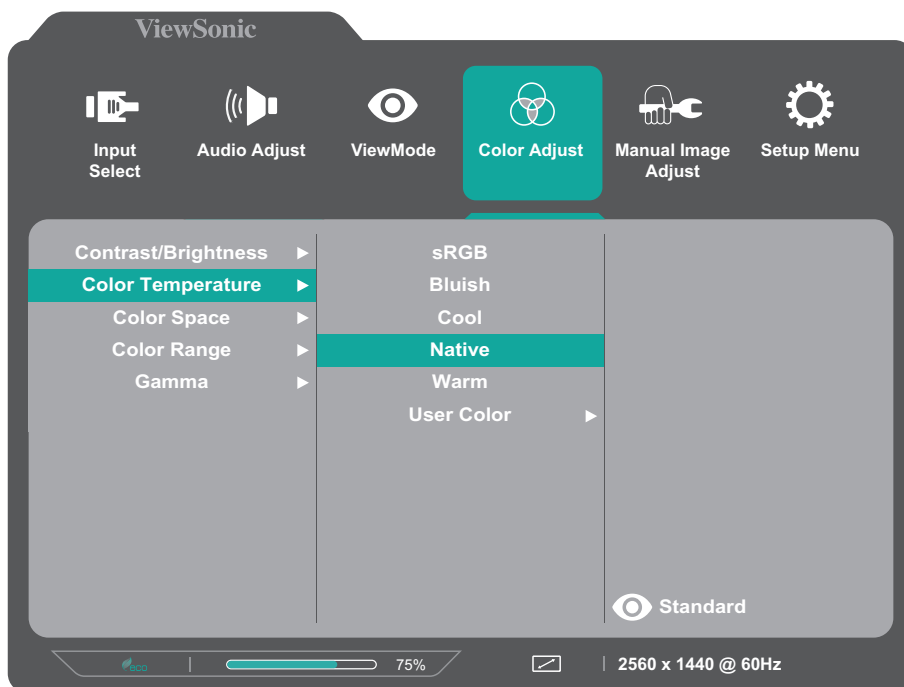 ViewSonic
Input
Select
Audio Adjust
ViewMode
Color Adjust
Manual Image
Adjust
Setup Menu
Contrast/Brightness
Color Temperature
Color Space
Color Range
Gamma
sRGB
Bluish
Cool
Native
Warm
User Color
Standard
eco
75%
2560 x 1440 @ 60Hz